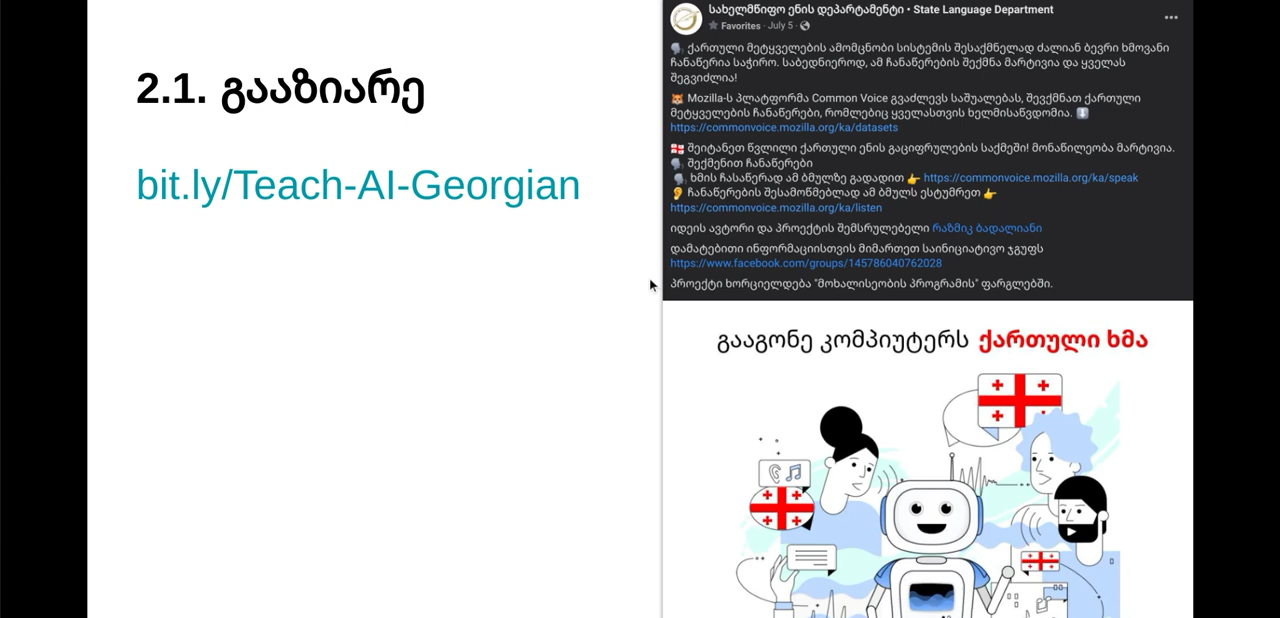 2.1. გააზიარე
bit.ly/Teach-AI-Georgian
სახელმწიფო ენის დეპარტამენტი • State Language Department
Favorites · July 5 ·
🗣 ქართული მეტყველების ამომცნობი სისტემის შესაქმნელად ძალიან ბევრი ხმოვანი
ჩანაწერია საჭირო. საბედნიეროდ, ამ ჩანაწერების შექმნა მარტივია და ყველას
შეგვიძლია!
🦊 Mozilla-ს პლატფორმა Common Voice გვაძლევს საშუალებას, შევქმნათ ქართული
მეტყველების ჩანაწერები, რომლებიც ყველასთვის ხელმისაწვდომია. ⬇️
https://commonvoice.mozilla.org/ka/datasets
🇬🇪 შეიტანეთ წვლილი ქართული ენის გაციფრულების საქმეში! მონაწილეობა მარტივია.
🗣 შექმენით ჩანაწერები
🗣 ხმის ჩასაწერად ამ ბმულზე გადადით 👉 https://commonvoice.mozilla.org/ka/speak
👂 ჩანაწერების შესამოწმებლად ამ ბმულს ესტუმრეთ 👉
https://commonvoice.mozilla.org/ka/listen
იდეის ავტორი და პროექტის შემსრულებელი რაზმიკ ბადალიანი
დამატებითი ინფორმაციისთვის მიმართეთ საინიციატივო ჯგუფს
https://www.facebook.com/groups/145786040762028
პროექტი ხორციელდება "მოხალისეობის პროგრამის" ფარგლებში.
გააგონე კომპიუტერს ქართული ხმა